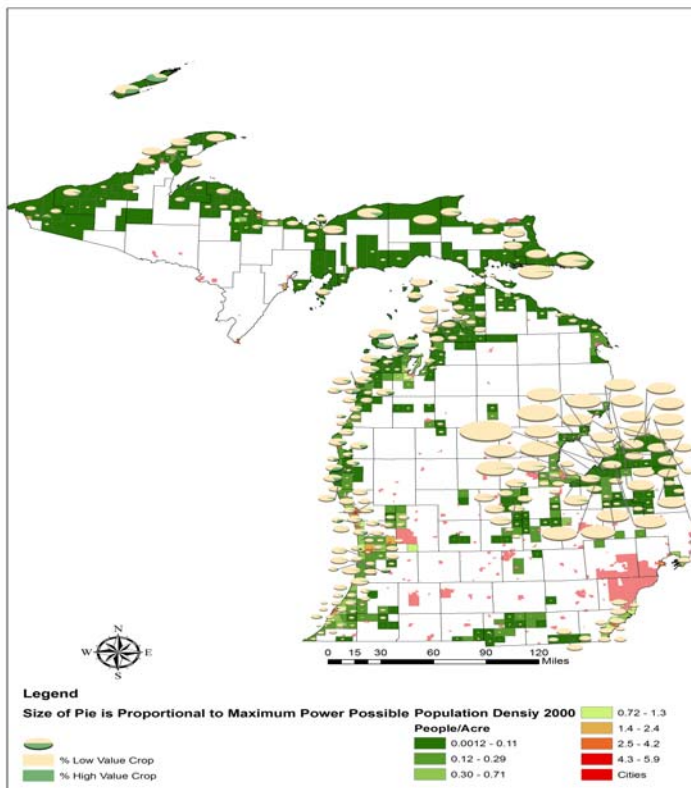 N
W E
S
0 15 30 60 90 120
Miles
Legend
Size of Pie is Proportional to Maximum Power Possible
% Low Value Crop
% High Value Crop
Population Densiy 2000
People/Acre
0.0012 - 0.11
0.12 - 0.29
0.30 - 0.71
0.72 - 1.3
1.4 - 2.4
2.5 - 4.2
4.3 - 5.9
Cities